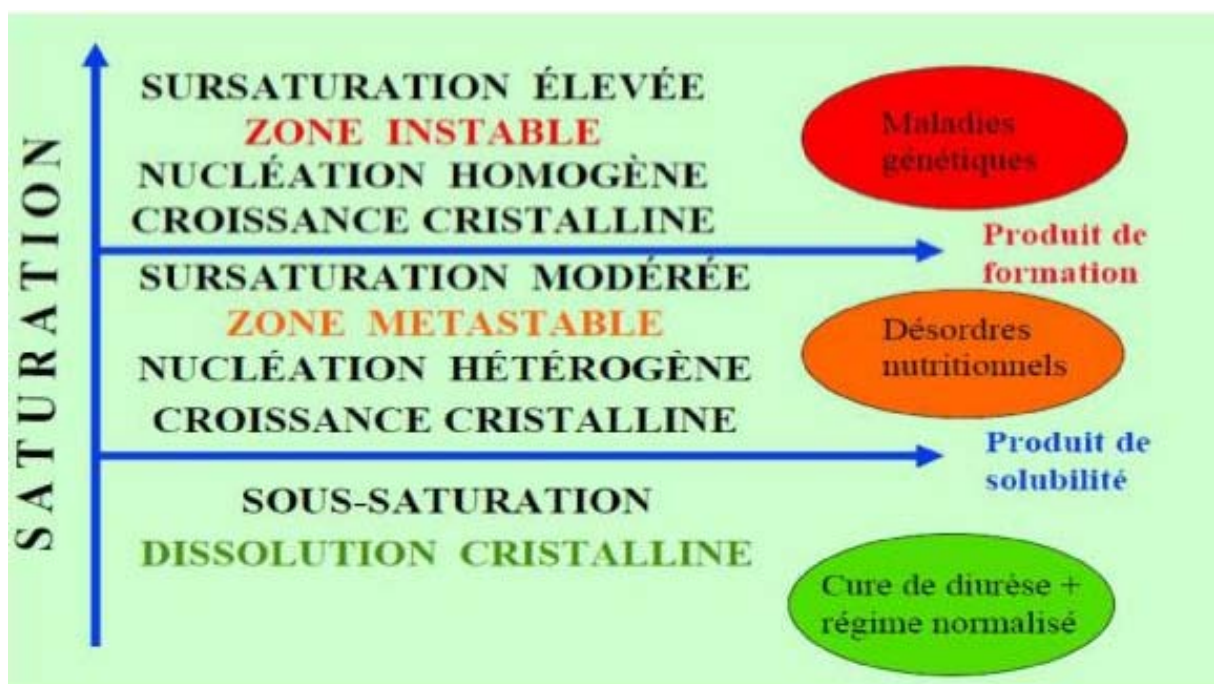 SATURATION
SURSATURATION ÉLEVÉE
ZONE INSTABLE
NUCLÉATION HOMOGÈNE
CROISSANCE CRISTALLINE
Maladies
génétiques
Produit de
formation
SURSATURATION MODÉRÉE
ZONE METASTABLE
NUCLÉATION HÉTÉROGÈNE
CROISSANCE CRISTALLINE
Désordres
nutritionnels
Produit de
solubilité
SOUS-SATURATION
DISSOLUTION CRISTALLINE
Cure de diurèse +
régime normalisé